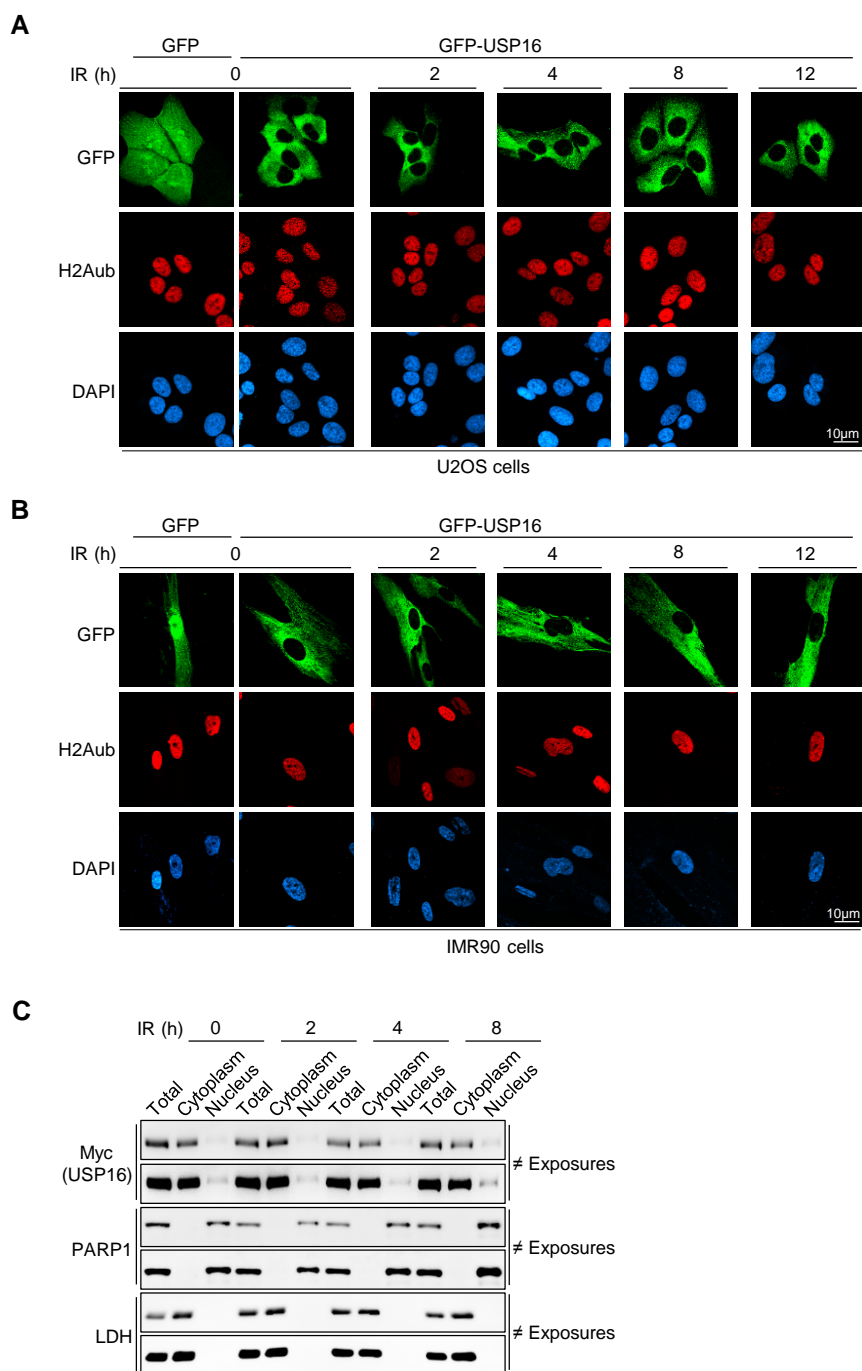 A
GFP GFP-USP16
IR (h) 0 2 4 8 12
GFP
H2Aub
DAPI
10µm
U2OS cells
B
GFP GFP-USP16
IR (h) 0 2 4 8 12
GFP
H2Aub
DAPI
10µm
IMR90 cells
C
IR (h) 0 2 4 8
Total Cytoplasm Nucleus Total Cytoplasm Nucleus Total Cytoplasm Nucleus Total Cytoplasm Nucleus
Myc
(USP16)
≠ Exposures
PARP1
≠ Exposures
LDH
≠ Exposures